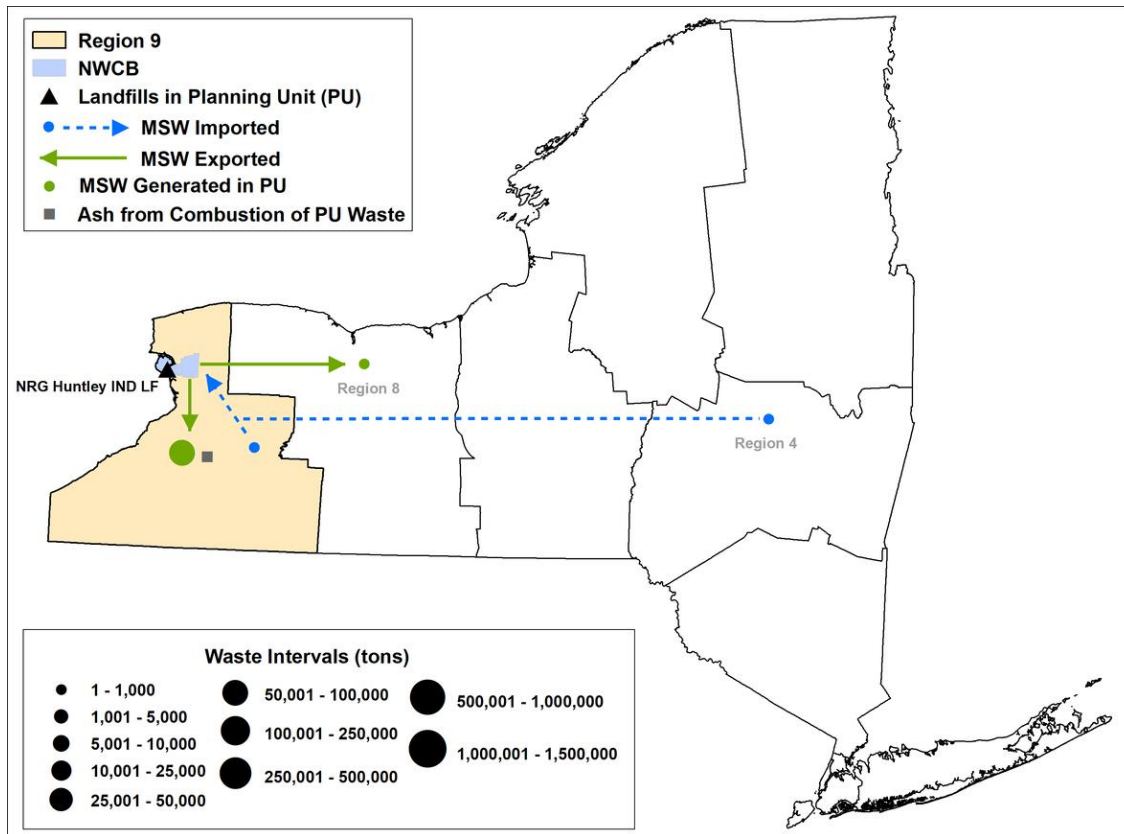 Region 9
NWCB
Landfills in Planning Unit (PU)
MSW Imported
MSW Exported
MSW Generated in PU
Ash from Combustion of PU Waste
NRG Huntley IND LF
Region 8
Region 4
Waste Intervals (tons)
1 - 1,000
1,001 - 5,000
5,001 - 10,000
10,001 - 25,000
25,001 - 50,000
50,001 - 100,000
100,001 - 250,000
250,001 - 500,000
500,001 - 1,000,000
1,000,001 - 1,500,000